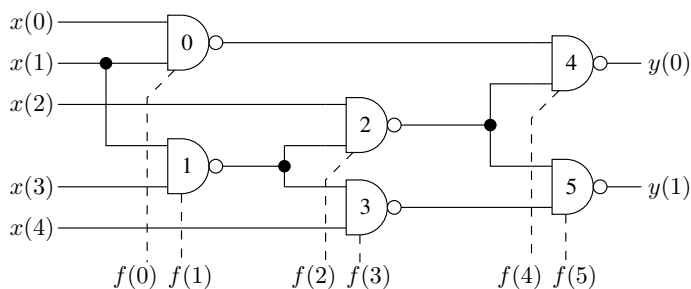 x(0)
0
x(1)
4
y(0)
x(2)
2
1
x(3)
5
y(1)
3
x(4)
f(0) f(1) f(2) f(3) f(4) f(5)